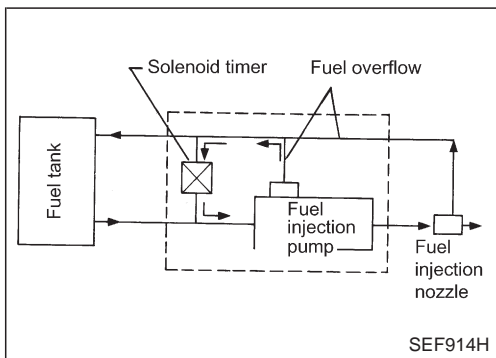 Solenoid timer
Fuel overflow
Fuel tank
Fuel
injection
pump
Fuel
injection
nozzle
SEF914H